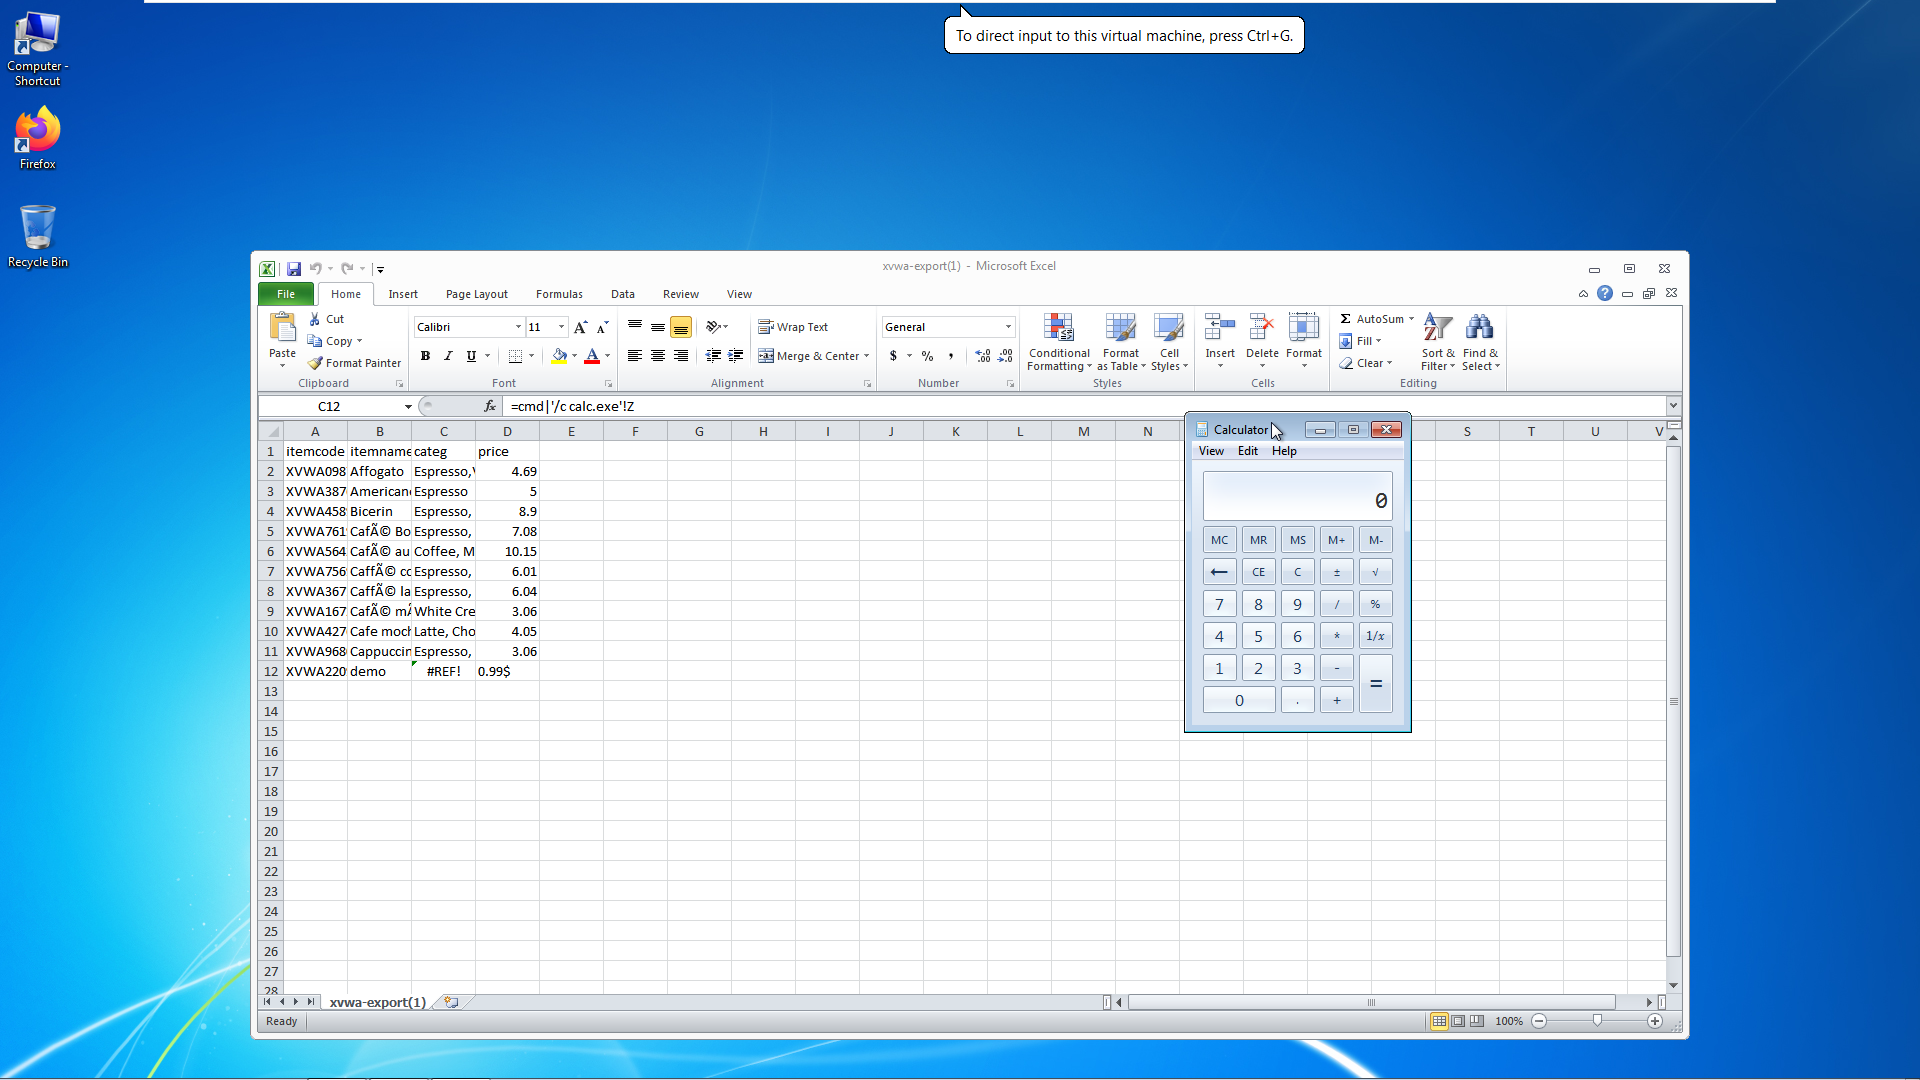 To direct input to this virtual machine, press Ctrl+G.
Computer - Shortcut
Firefox
Recycle Bin
xvwa-export(1) - Microsoft Excel
File Home Insert Page Layout Formulas Data Review View
Paste
Cut
Copy
Format Painter
Clipboard
Calibri 11
B I U
Font
Wrap Text
Merge & Center
Alignment
General
$ % ,
Number
Conditional Formatting
Format as Table
Cell Styles
Styles
Insert Delete Format
Cells
Σ AutoSum
Fill
Clear
Sort & Filter
Find & Select
Editing
C12 fx =cmd|'/c calc.exe'!Z
A B C D E F G H I J K L M N S T U V
1 itemcode itemname categ price
2 XVWA098 Affogato Espresso,V 4.69
3 XVWA387 American Espresso 5
4 XVWA458 Bicerin Espresso, 8.9
5 XVWA761 CafÃ© Bo Espresso, 7.08
6 XVWA564 CafÃ© au Coffee, M 10.15
7 XVWA756 CaffÃ© co Espresso, 6.01
8 XVWA367 CaffÃ© la Espresso, 6.04
9 XVWA167 CafÃ© mÃ White Cre 3.06
10 XVWA427 Cafe moch Latte, Cho 4.05
11 XVWA968 Cappuccin Espresso, 3.06
12 XVWA220 demo #REF! 0.99$
13
14
15
16
17
18
19
20
21
22
23
24
25
26
27
28
Calculator
View Edit Help
0
MC MR MS M+ M-
← CE C ± √
7 8 9 / %
4 5 6 * 1/x
1 2 3 - =
0 . +
xvwa-export(1)
Ready 100%